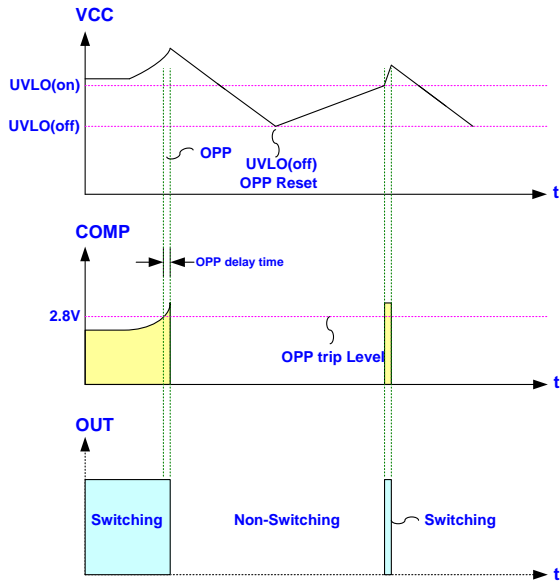 VCC
UVLO(on)
UVLO(off)
OPP
UVLO(off)
OPP Reset
t
COMP
OPP delay time
2.8V
OPP trip Level
t
OUT
Switching
Non-Switching
Switching
t